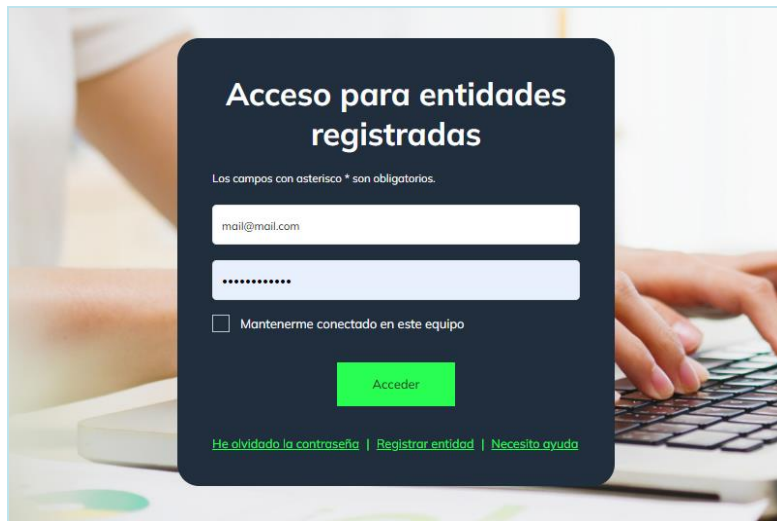 Acceso para entidades
registradas
Los campos con asterisco * son obligatorios.
mail@mail.com
••••••••••••
Mantenerme conectado en este equipo
Acceder
He olvidado la contraseña | Registrar entidad | Necesito ayuda